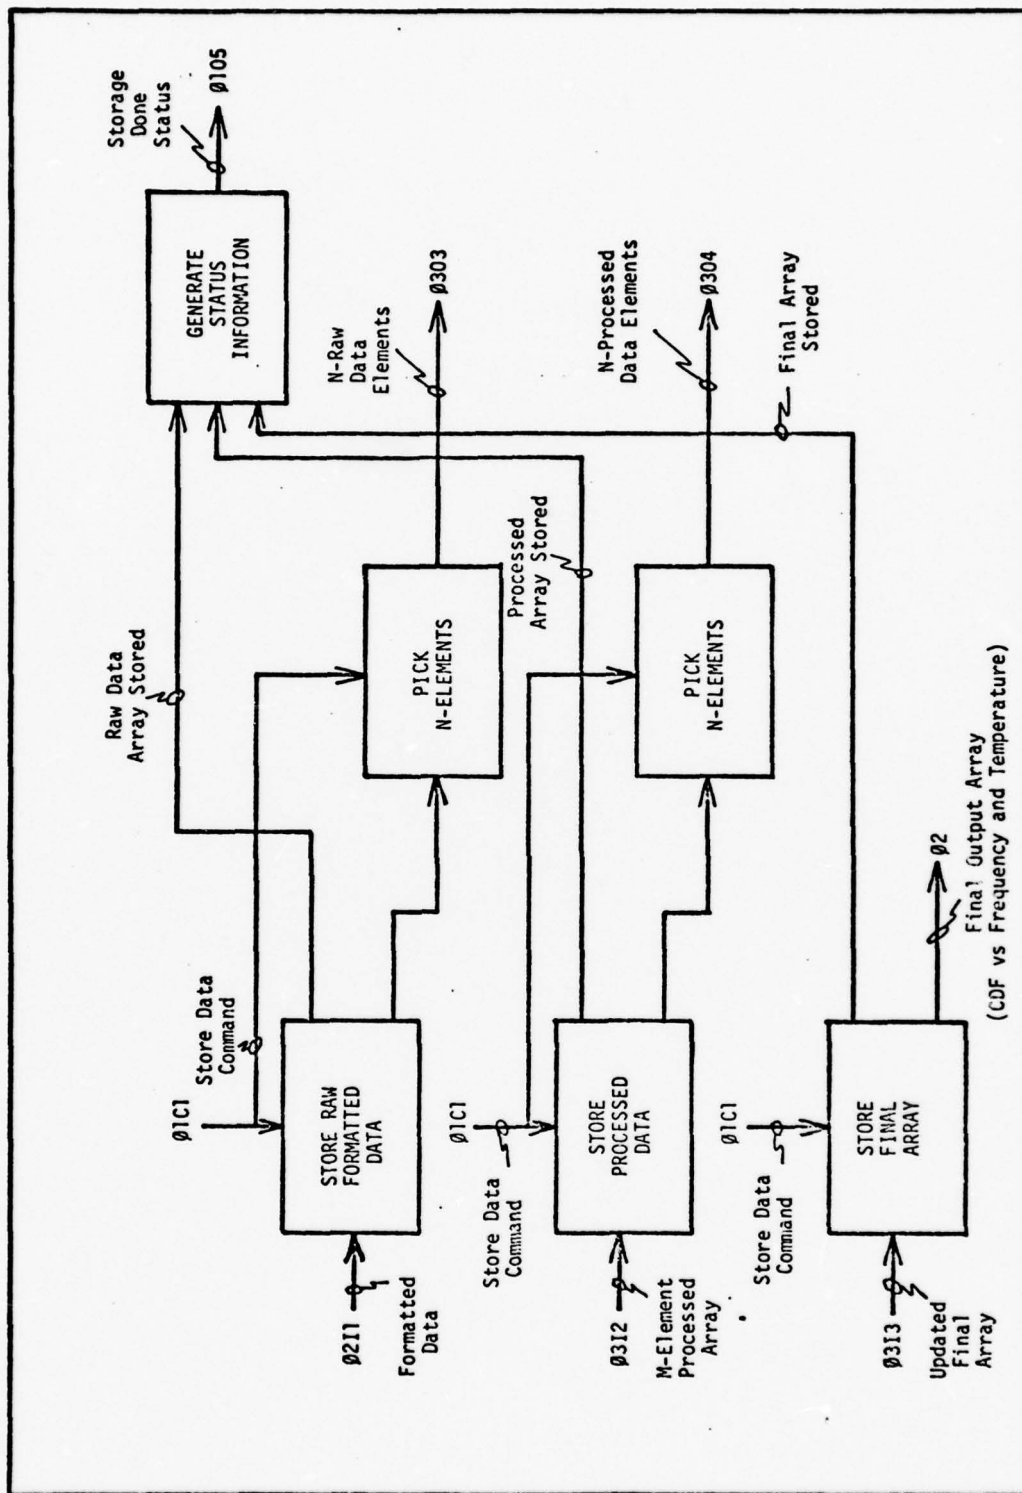 Storage
Done
Status
Ø1O5
GENERATE
STATUS
INFORMATION
Raw Data
Array Stored
N-Raw
Data
Elements
Ø3O3
Store Data
Command
Ø1C1
PICK
N-ELEMENTS
STORE RAW
FORMATTED
DATA
Ø2I1
Formatted
Data
Processed
Array Stored
N-Processed
Data Elements
Ø3O4
Ø1C1
Store Data
Command
PICK
N-ELEMENTS
STORE
PROCESSED
DATA
Ø3I2
M-Element
Processed
Array
Final Array
Stored
Ø1C1
Store Data
Command
STORE
FINAL
ARRAY
Ø3I3
Updated
Final
Array
Ø2
Final Output Array
(CDF vs Frequency and Temperature)